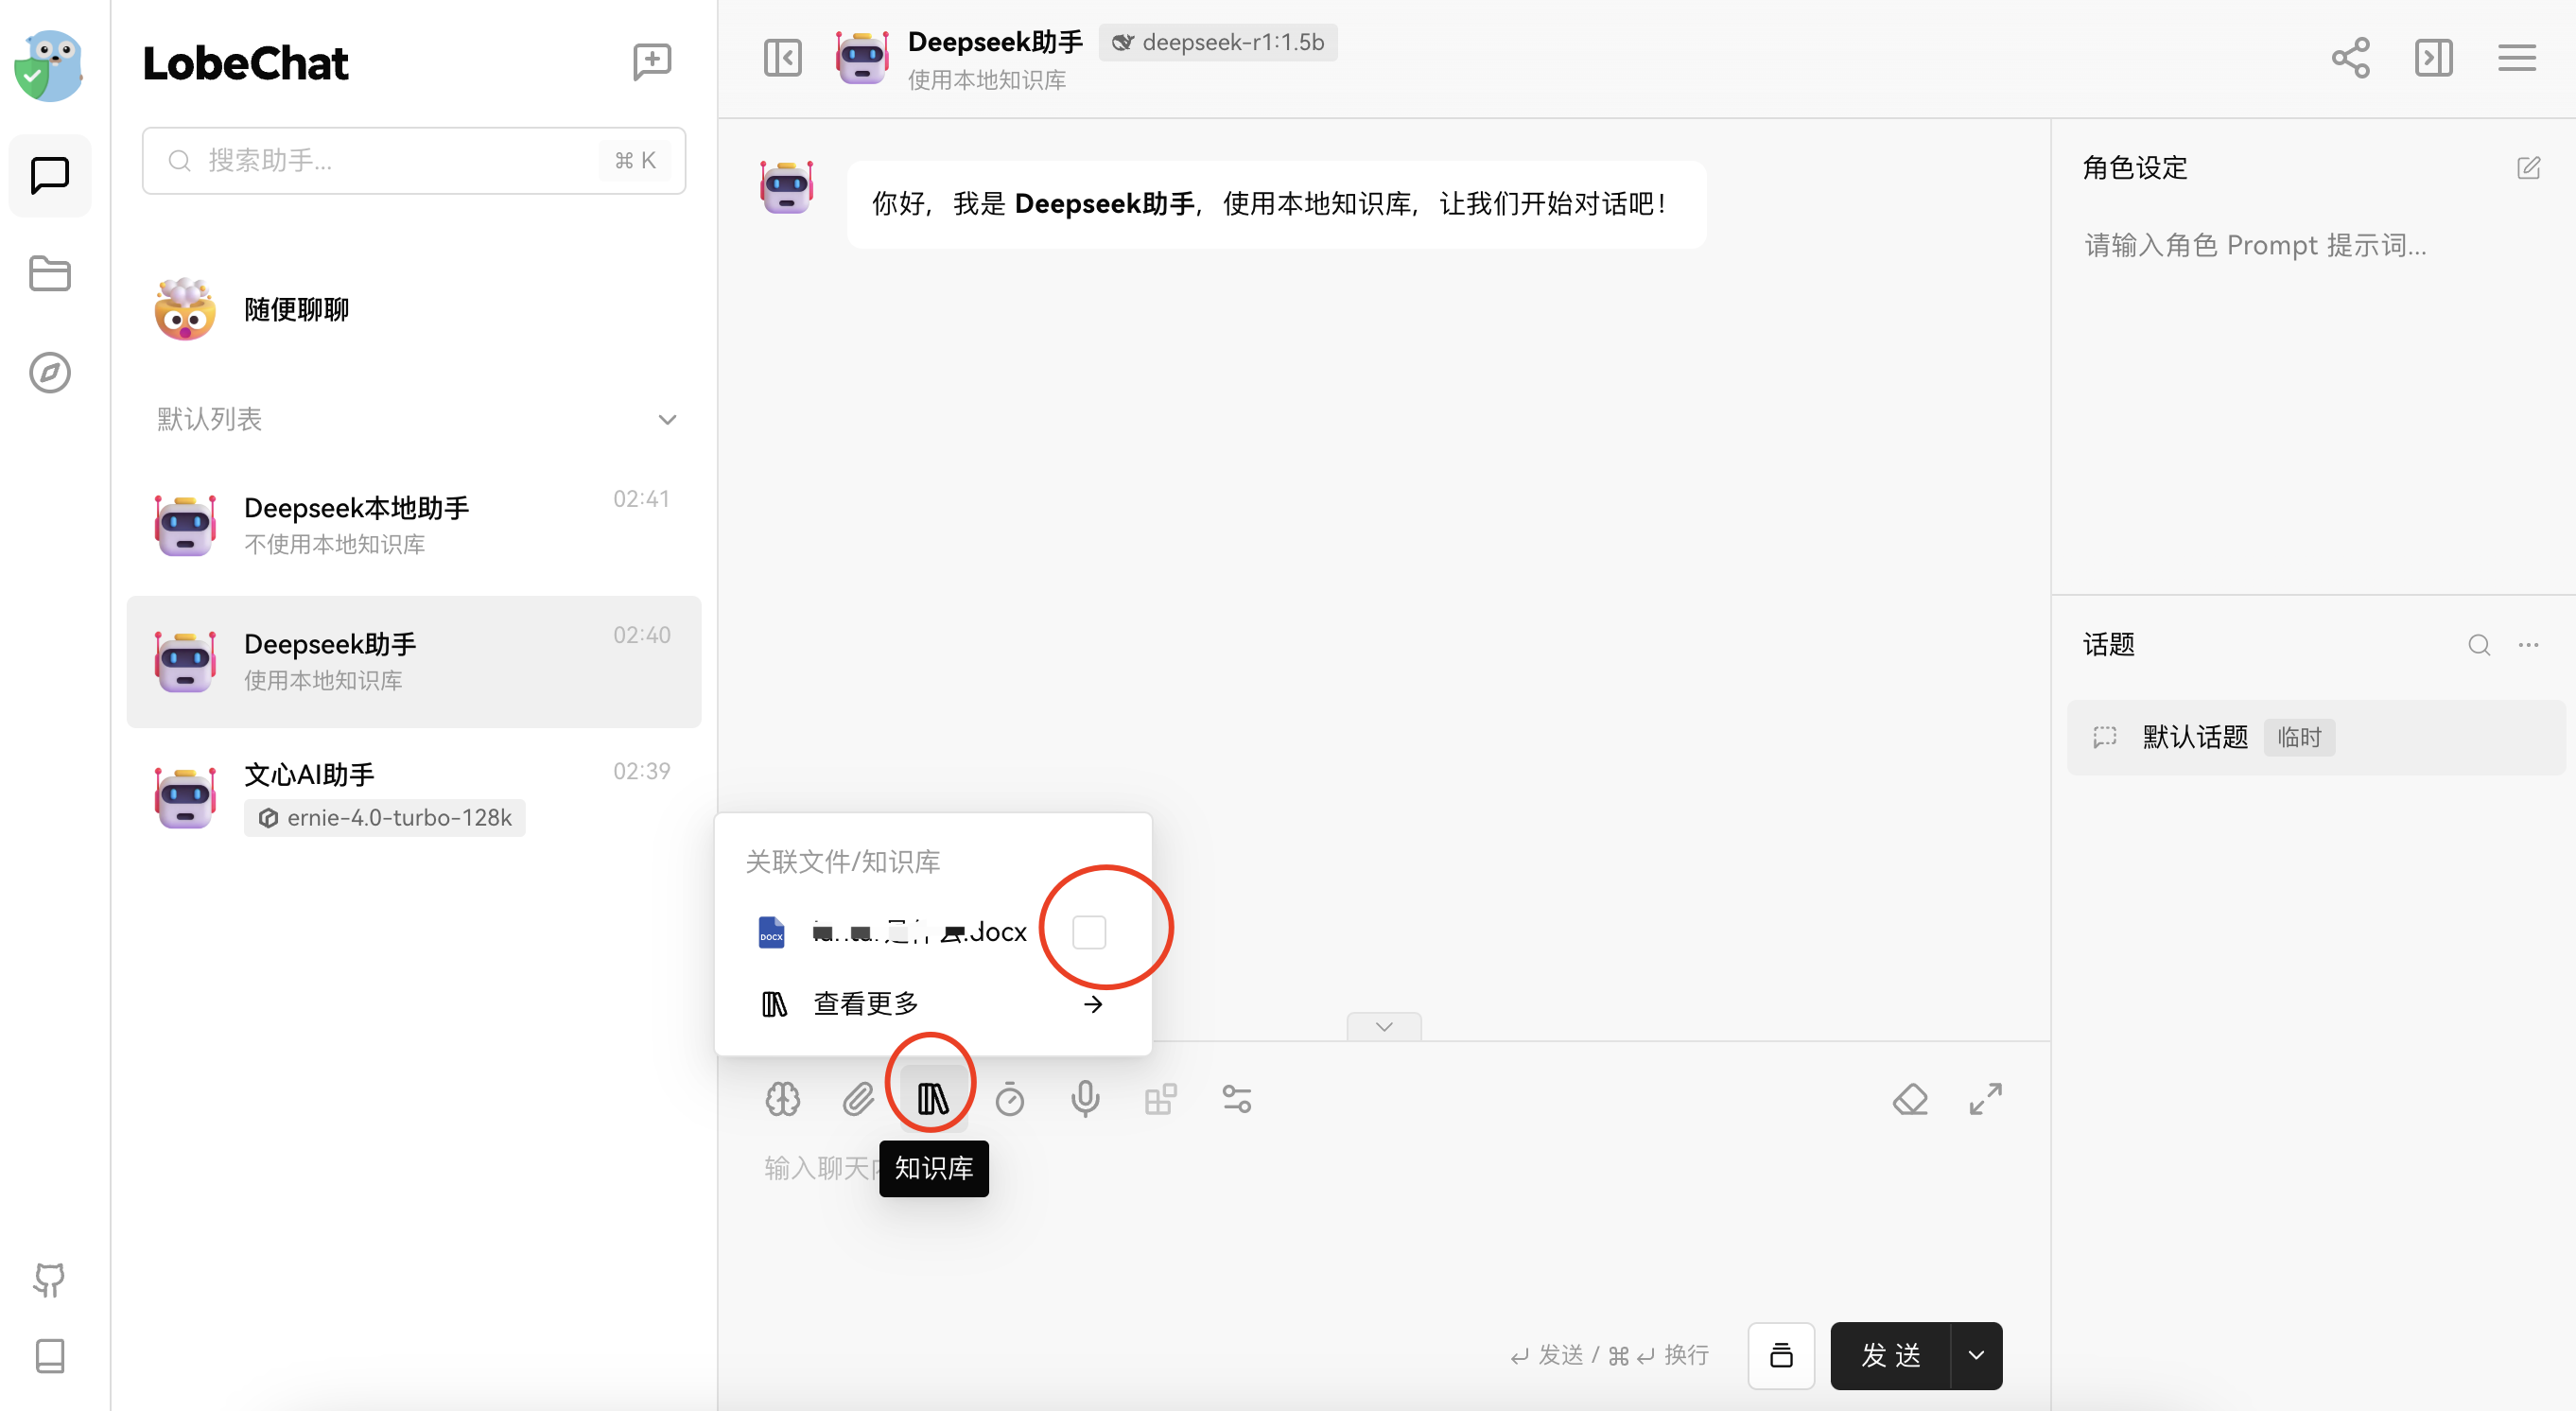 LobeChat
搜索助手...
⌘ K
随便聊聊
默认列表
Deepseek本地助手
02:41
不使用本地知识库
Deepseek助手
02:40
使用本地知识库
文心AI助手
02:39
ernie-4.0-turbo-128k
Deepseek助手
deepseek-r1:1.5b
使用本地知识库
你好，我是 Deepseek助手，使用本地知识库，让我们开始对话吧！
关联文件/知识库
DOCX
.docx
查看更多
输入聊天
知识库
↵ 发送 / ⌘ ↵ 换行
发 送
角色设定
请输入角色 Prompt 提示词...
话题
默认话题
临时